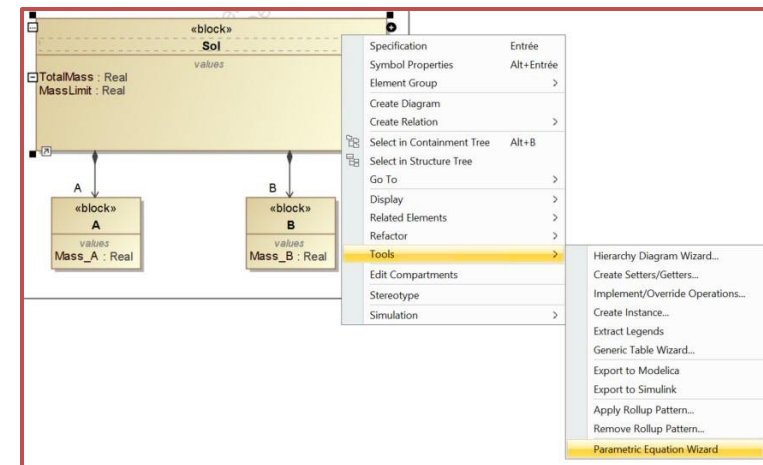 «block»
Sol
values
TotalMass : Real
MassLimit : Real
A
B
«block»
A
values
Mass_A : Real
«block»
B
values
Mass_B : Real
Specification Entrée
Symbol Properties Alt+Entrée
Element Group
Create Diagram
Create Relation
Select in Containment Tree Alt+B
Select in Structure Tree
Go To
Display
Related Elements
Refactor
Tools
Edit Compartments
Stereotype
Simulation
Hierarchy Diagram Wizard...
Create Setters/Getters...
Implement/Override Operations...
Create Instance...
Extract Legends
Generic Table Wizard...
Export to Modelica
Export to Simulink
Apply Rollup Pattern...
Remove Rollup Pattern...
Parametric Equation Wizard